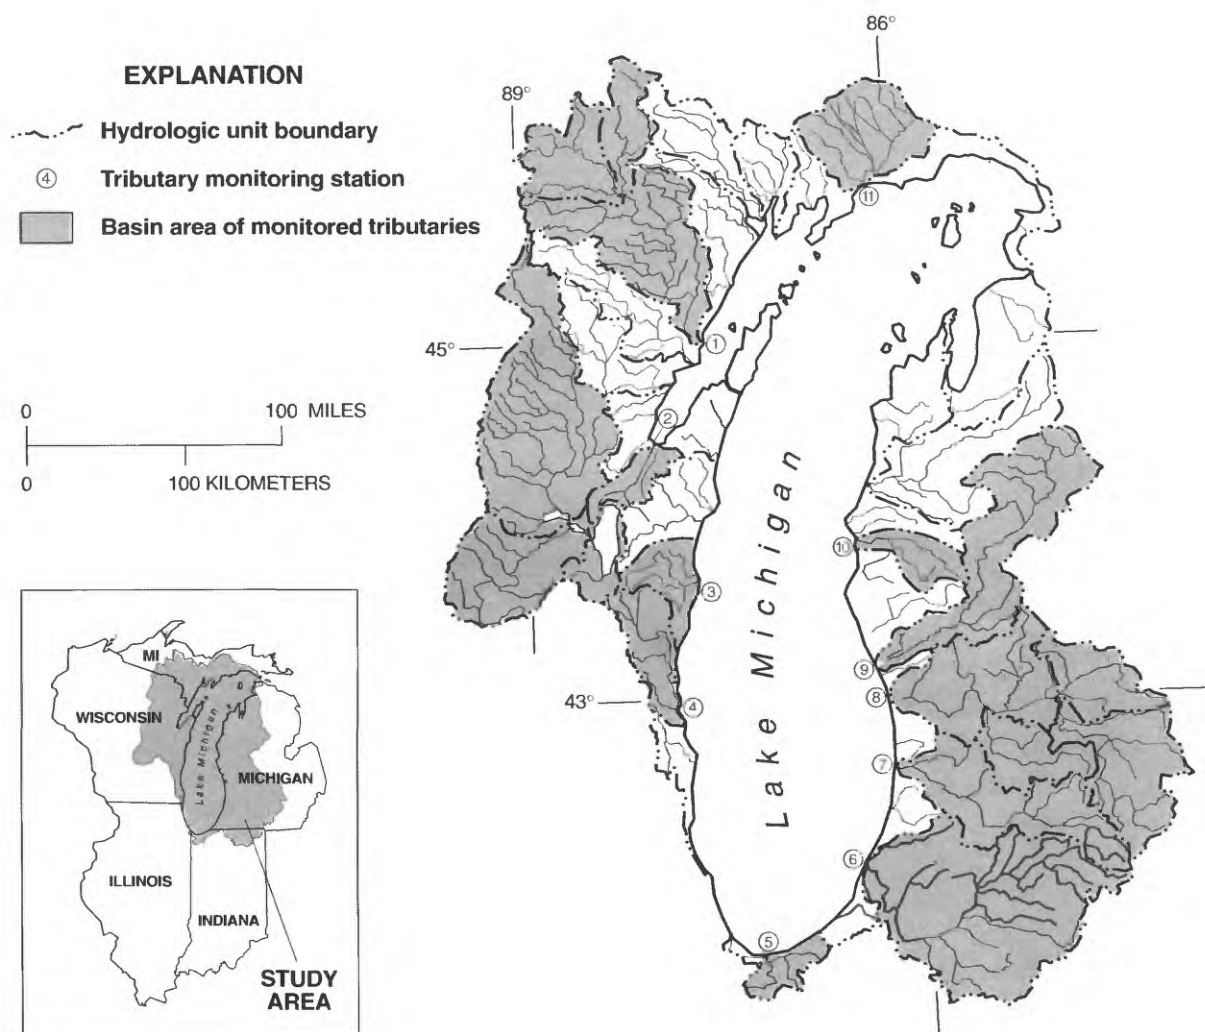 EXPLANATION
Hydrologic unit boundary
④ Tributary monitoring station
Basin area of monitored tributaries
0 100 MILES
0 100 KILOMETERS
89°
86°
45°
43°
①
②
③
④
⑤
⑥
⑦
⑧
⑨
⑩
⑪
Lake Michigan
MI
WISCONSIN
Lake Michigan
MICHIGAN
ILLINOIS
INDIANA
STUDY
AREA